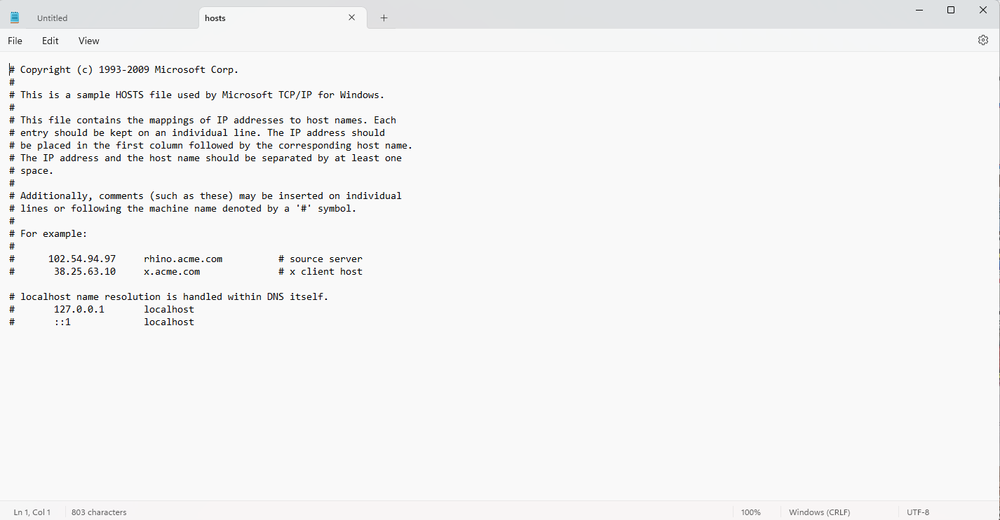 Untitled
hosts
File Edit View
# Copyright (c) 1993-2009 Microsoft Corp.
#
# This is a sample HOSTS file used by Microsoft TCP/IP for Windows.
#
# This file contains the mappings of IP addresses to host names. Each
# entry should be kept on an individual line. The IP address should
# be placed in the first column followed by the corresponding host name.
# The IP address and the host name should be separated by at least one
# space.
#
# Additionally, comments (such as these) may be inserted on individual
# lines or following the machine name denoted by a '#' symbol.
#
# For example:
#
#      102.54.94.97     rhino.acme.com          # source server
#       38.25.63.10     x.acme.com              # x client host

# localhost name resolution is handled within DNS itself.
#       127.0.0.1       localhost
#       ::1             localhost
Ln 1, Col 1 803 characters 100% Windows (CRLF) UTF-8